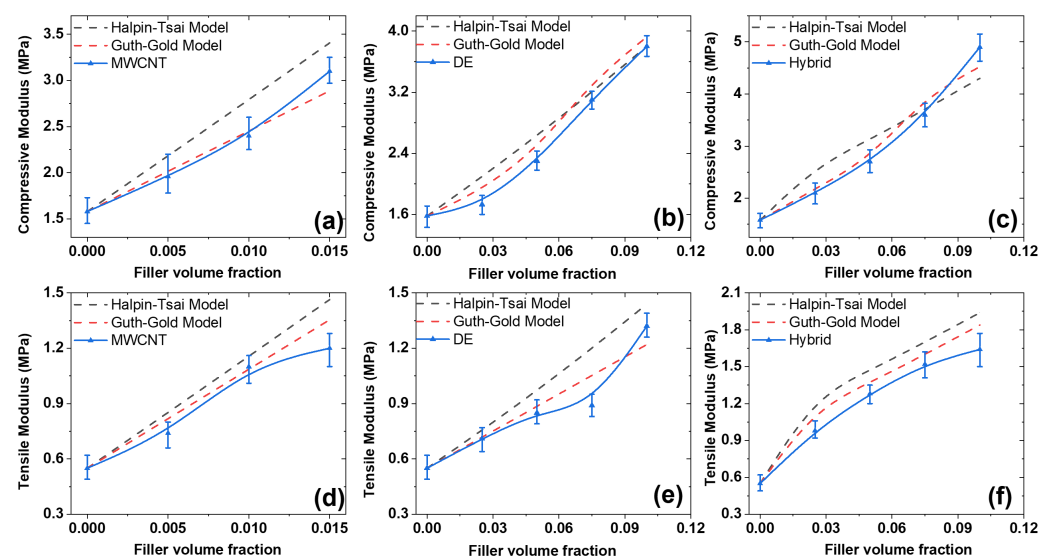 Halpin-Tsai Model
Guth-Gold Model
MWCNT
3.5
3.0
2.5
2.0
1.5
0.000
0.005
0.010
0.015
Compressive Modulus (MPa)
Filler volume fraction
(a)
Halpin-Tsai Model
Guth-Gold Model
DE
4.0
3.2
2.4
1.6
0.00
0.03
0.06
0.09
0.12
Compressive Modulus (MPa)
Filler volume fraction
(b)
Halpin-Tsai Model
Guth-Gold Model
Hybrid
5
4
3
2
0.00
0.03
0.06
0.09
0.12
Compressive Modulus (MPa)
Filler volume fraction
(c)
Halpin-Tsai Model
Guth-Gold Model
MWCNT
1.5
1.2
0.9
0.6
0.3
0.000
0.005
0.010
0.015
Tensile Modulus (MPa)
Filler volume fraction
(d)
Halpin-Tsai Model
Guth-Gold Model
DE
1.5
1.2
0.9
0.6
0.3
0.00
0.03
0.06
0.09
0.12
Tensile Modulus (MPa)
Filler volume fraction
(e)
Halpin-Tsai Model
Guth-Gold Model
Hybrid
2.1
1.8
1.5
1.2
0.9
0.6
0.3
0.00
0.03
0.06
0.09
0.12
Tensile Modulus (MPa)
Filler volume fraction
(f)